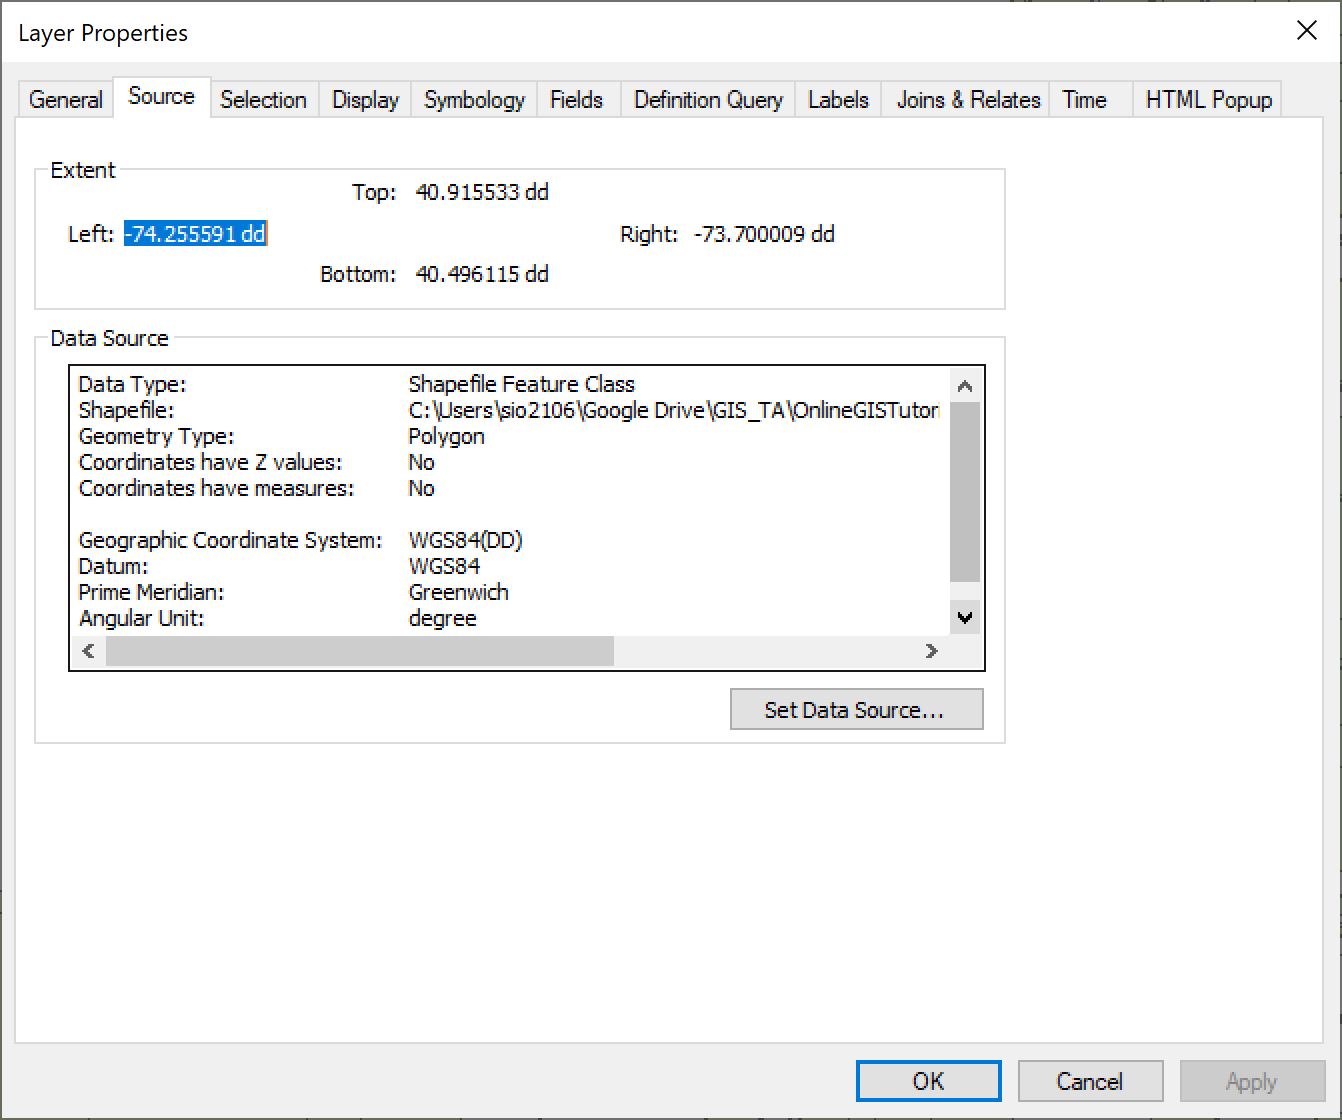 Layer Properties
General Source Selection Display Symbology Fields Definition Query Labels Joins & Relates Time HTML Popup
Extent
Top: 40.915533 dd
Left: -74.255591 dd Right: -73.700009 dd
Bottom: 40.496115 dd
Data Source
Data Type: Shapefile Feature Class
Shapefile: C:\Users\sio2106\Google Drive\GIS_TA\OnlineGISTutori
Geometry Type: Polygon
Coordinates have Z values: No
Coordinates have measures: No
Geographic Coordinate System: WGS84(DD)
Datum: WGS84
Prime Meridian: Greenwich
Angular Unit: degree
Set Data Source...
OK Cancel Apply